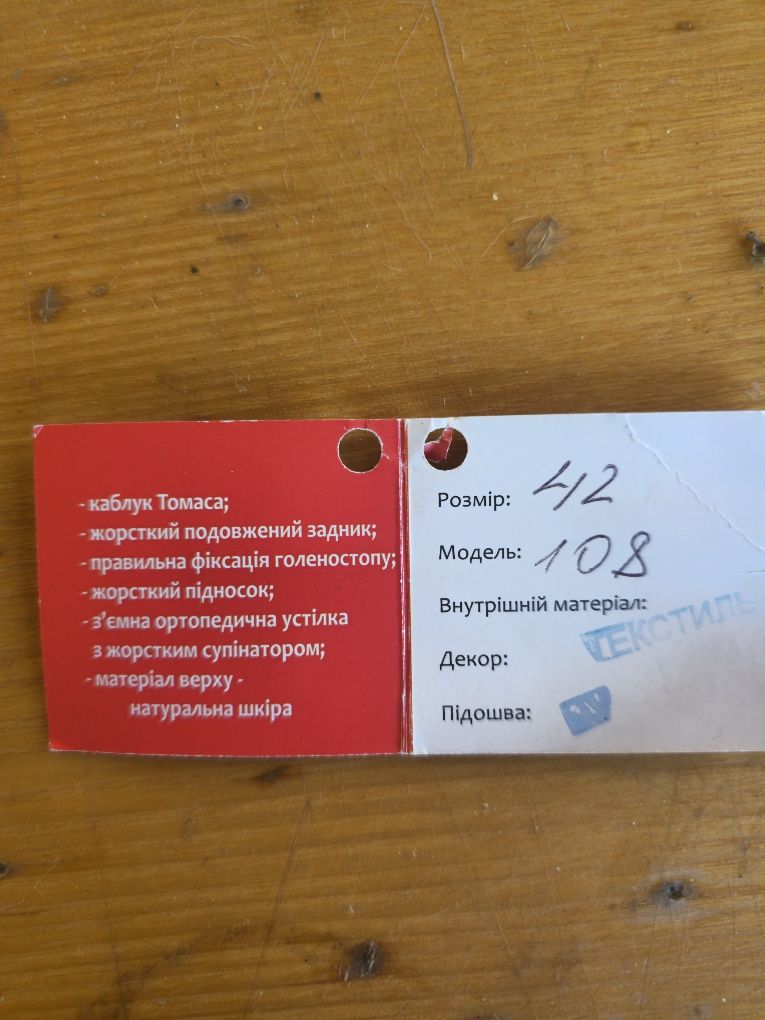 - каблук Томаса;
- жорсткий подовжений задник;
- правильна фіксація голеностопу;
- жорсткий підносок;
- з'ємна ортопедична устілка
з жорстким супінатором;
- матеріал верху -
натуральна шкіра
Розмір: 42
Модель: 108
Внутрішній матеріал:
ТЕКСТИЛЬ
Декор:
Підошва: